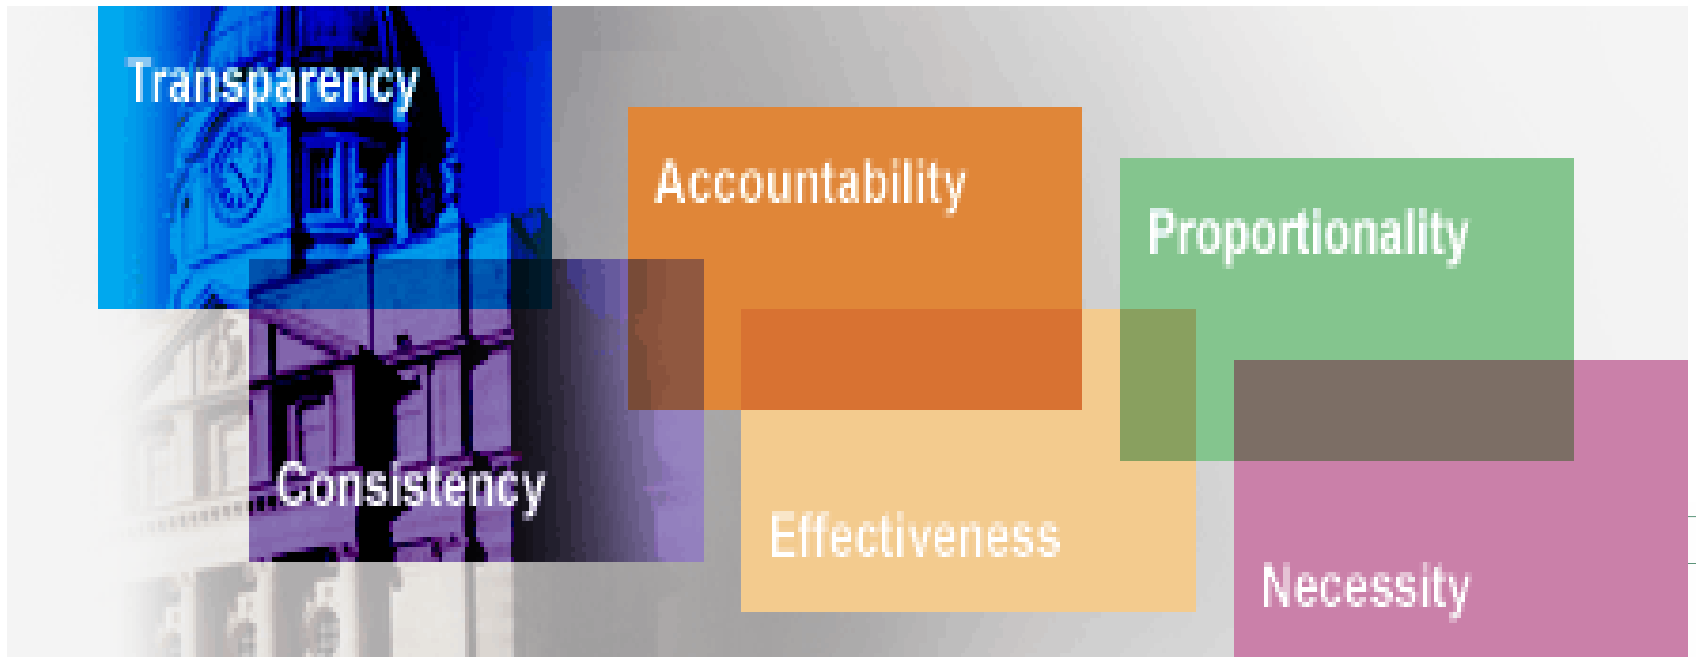 Transparency
Accountability
Proportionality
Consistency
Effectiveness
Necessity